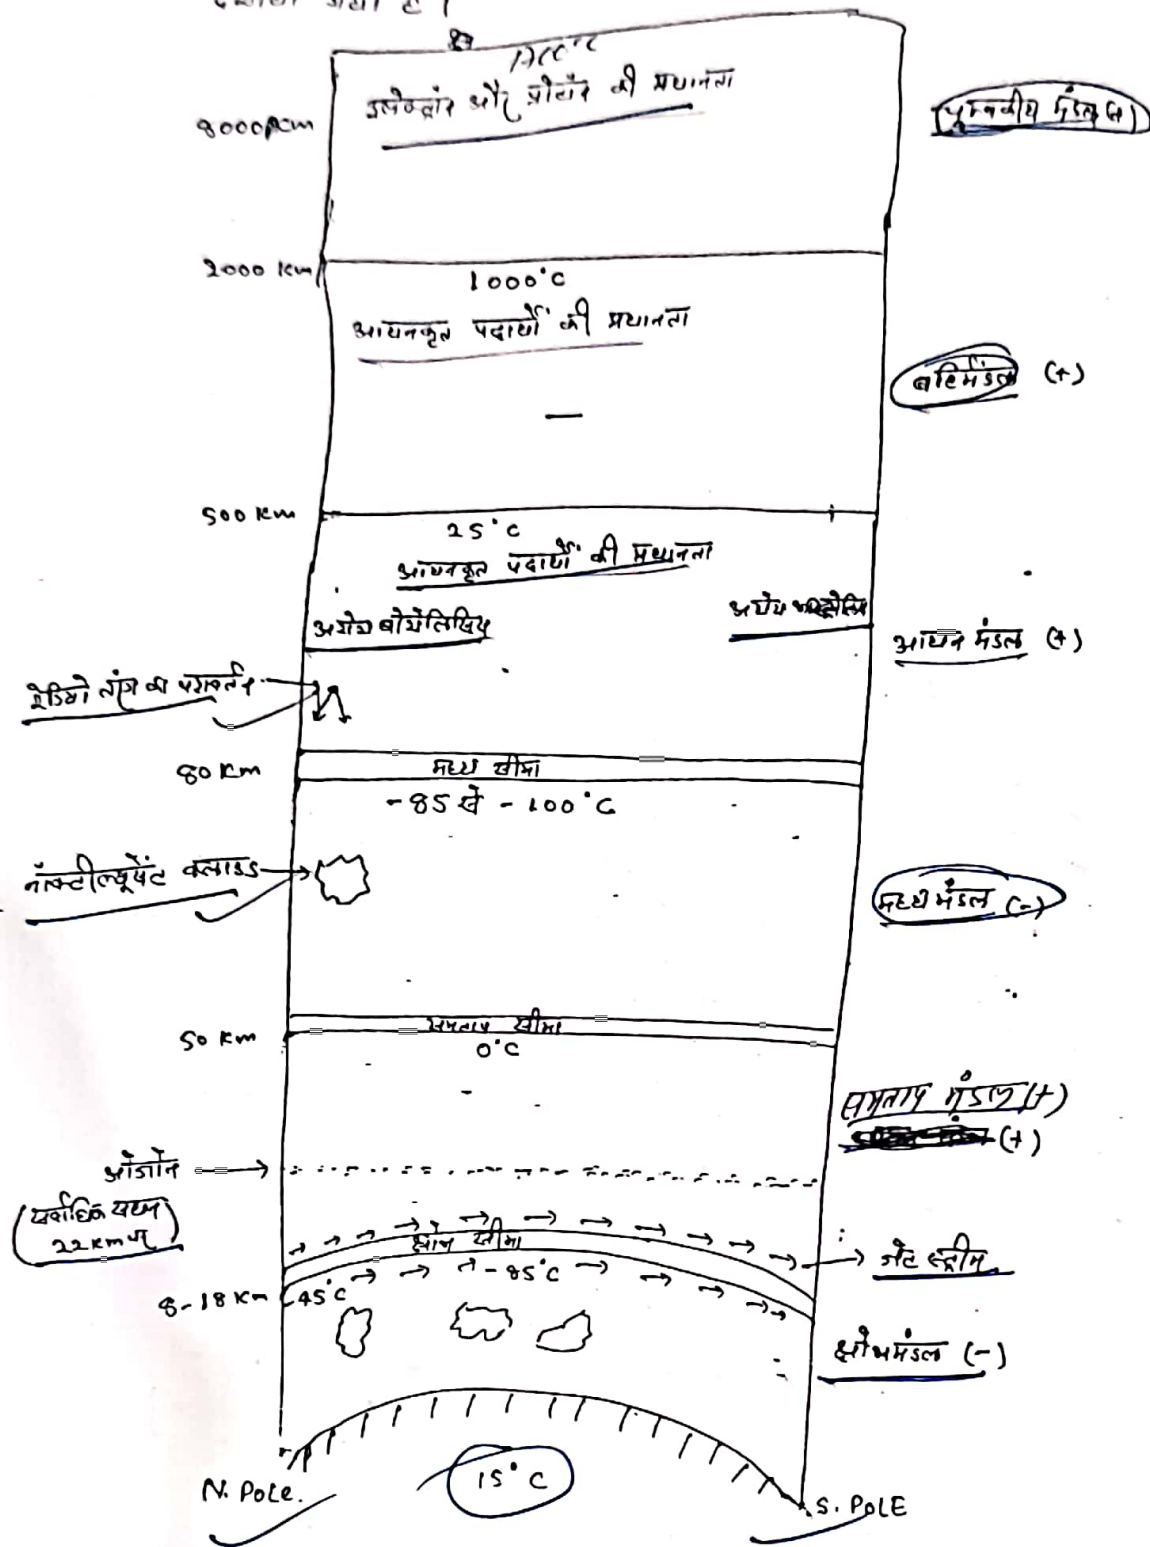 इलेक्ट्रॉन और प्रोटॉन की प्रधानता
8000 km
चुम्बकीय मंडल (+)
2000 km
1000°C
आयनकृत पदार्थों की प्रधानता
बहिर्मंडल (+)
500 km
25°C
आयनकृत पदार्थों की प्रधानता
अरोरा बोरेलिसिस
अरोरा
आयन मंडल (+)
रेडियो तरंग का परावर्तन
80 km
मध्य सीमा
-85 से -100°C
नॉक्टील्यूसेंट क्लाउड
मध्य मंडल (-)
50 km
समताप सीमा
0°C
समताप मंडल (+)
(+)
ओजोन
(सर्वाधिक सघन
22 km पर)
क्षोभ सीमा
जेट स्ट्रीम
-85°C
8-18 km
-45°C
क्षोभमंडल (-)
15°C
N. POLE.
S. POLE